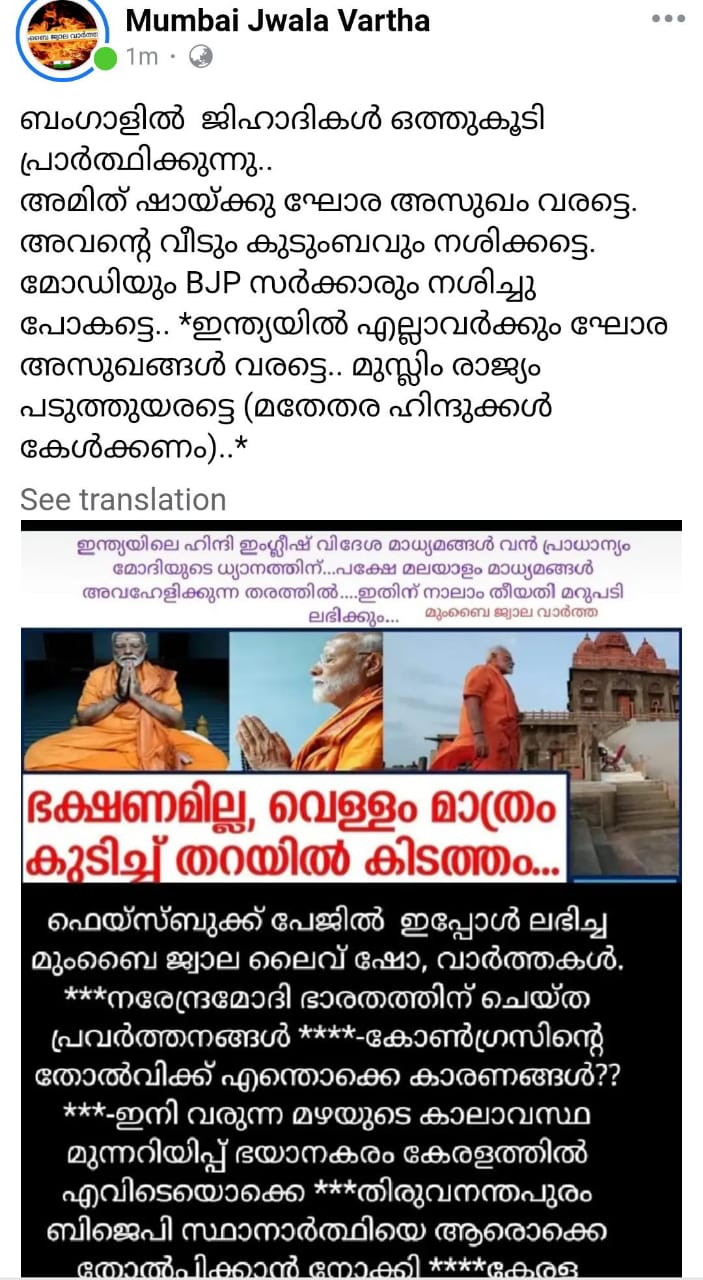 Mumbai Jwala Vartha
1m
ബംഗാളിൽ ജിഹാദികൾ ഒത്തുകൂടി
പ്രാർത്ഥിക്കുന്നു..
അമിത് ഷായ്ക്കു ഘോര അസുഖം വരട്ടെ.
അവന്റെ വീടും കുടുംബവും നശിക്കട്ടെ.
മോഡിയും BJP സർക്കാരും നശിച്ചു
പോകട്ടെ.. *ഇന്ത്യയിൽ എല്ലാവർക്കും ഘോര
അസുഖങ്ങൾ വരട്ടെ.. മുസ്ലിം രാജ്യം
പടുത്തുയരട്ടെ (മതേതര ഹിന്ദുക്കൾ
കേൾക്കണം)..*
See translation
ഇന്ത്യയിലെ ഹിന്ദി ഇംഗ്ലീഷ് വിദേശ മാധ്യമങ്ങൾ വൻ പ്രാധാന്യം
മോദിയുടെ ധ്യാനത്തിന്...പക്ഷേ മലയാളം മാധ്യമങ്ങൾ
അവഹേളിക്കുന്ന തരത്തിൽ....ഇതിന് നാലാം തീയതി മറുപടി
ലഭിക്കും... മുംബൈ ജ്വാല വാർത്ത
ഭക്ഷണമില്ല, വെള്ളം മാത്രം
കുടിച്ച് തറയിൽ കിടത്തം...
ഫെയ്സ്ബുക്ക് പേജിൽ ഇപ്പോൾ ലഭിച്ച
മുംബൈ ജ്വാല ലൈവ് ഷോ, വാർത്തകൾ.
***നരേന്ദ്രമോദി ഭാരതത്തിന് ചെയ്ത
പ്രവർത്തനങ്ങൾ ****-കോൺഗ്രസിന്റെ
തോൽവിക്ക് എന്തൊക്കെ കാരണങ്ങൾ??
***-ഇനി വരുന്ന മഴയുടെ കാലാവസ്ഥ
മുന്നറിയിപ്പ് ഭയാനകരം കേരളത്തിൽ
എവിടെയൊക്കെ ***തിരുവനന്തപുരം
ബിജെപി സ്ഥാനാർത്ഥിയെ ആരൊക്കെ
തോൽപിക്കാൻ നോക്കി ****കേരള